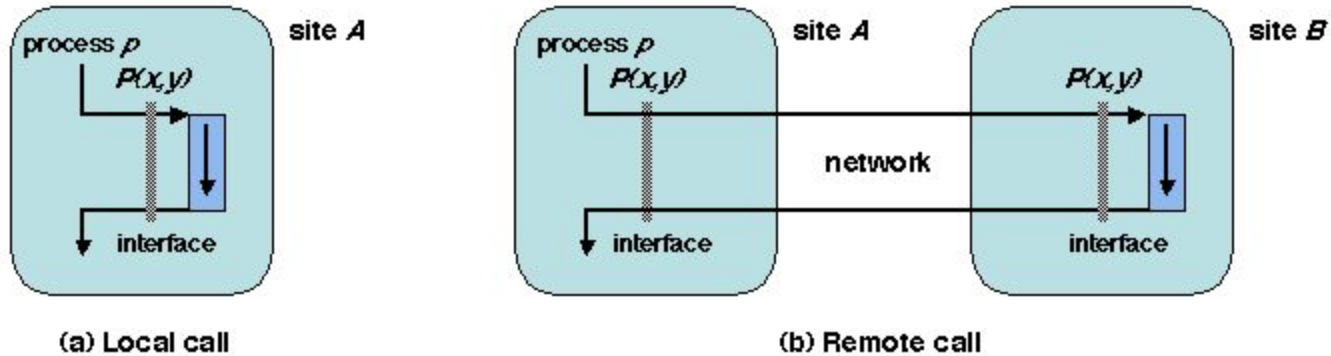 site A
process p
P(x,y)
interface
(a) Local call
site A
process p
P(x,y)
network
interface
site B
P(x,y)
interface
(b) Remote call